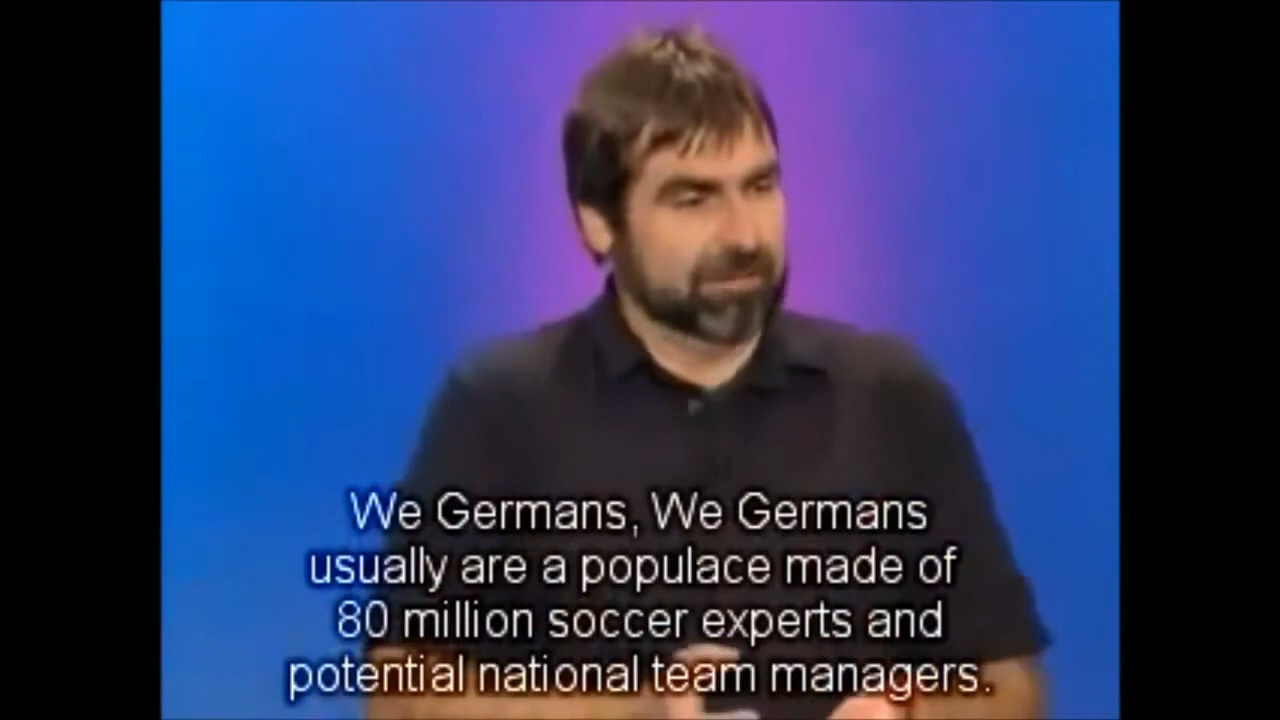 We Germans, We Germans
usually are a populace made of
80 million soccer experts and
potential national team managers.